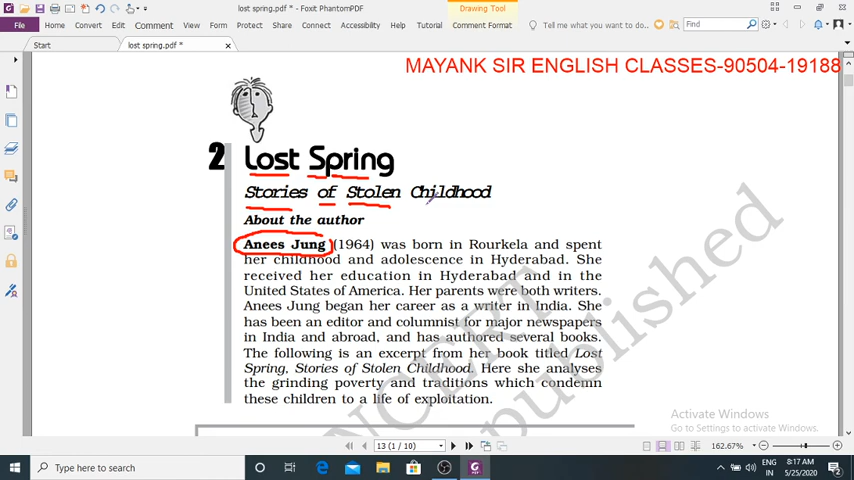 lost spring.pdf * - Foxit PhantomPDF
Drawing Tool
File Home Edit Comment View Form Protect Share Connect Accessibility Help Tutorial Comment Format Tell me what you want to do... Find
Start lost spring.pdf *
MAYANK SIR ENGLISH CLASSES-90504-19188
2 Lost Spring
Stories of Stolen Childhood
About the author
Anees Jung (1964) was born in Rourkela and spent
her childhood and adolescence in Hyderabad. She
received her education in Hyderabad and in the
United States of America. Her parents were both writers.
Anees Jung began her career as a writer in India. She
has been an editor and columnist for major newspapers
in India and abroad, and has authored several books.
The following is an excerpt from her book titled Lost
Spring, Stories of Stolen Childhood. Here she analyses
the grinding poverty and traditions which condemn
these children to a life of exploitation.
NCERT
published
Activate Windows
Go to Settings to activate Windows.
13 (1 / 10) 162.67%
Type here to search
ENG 8:17 AM
IN 5/25/2020